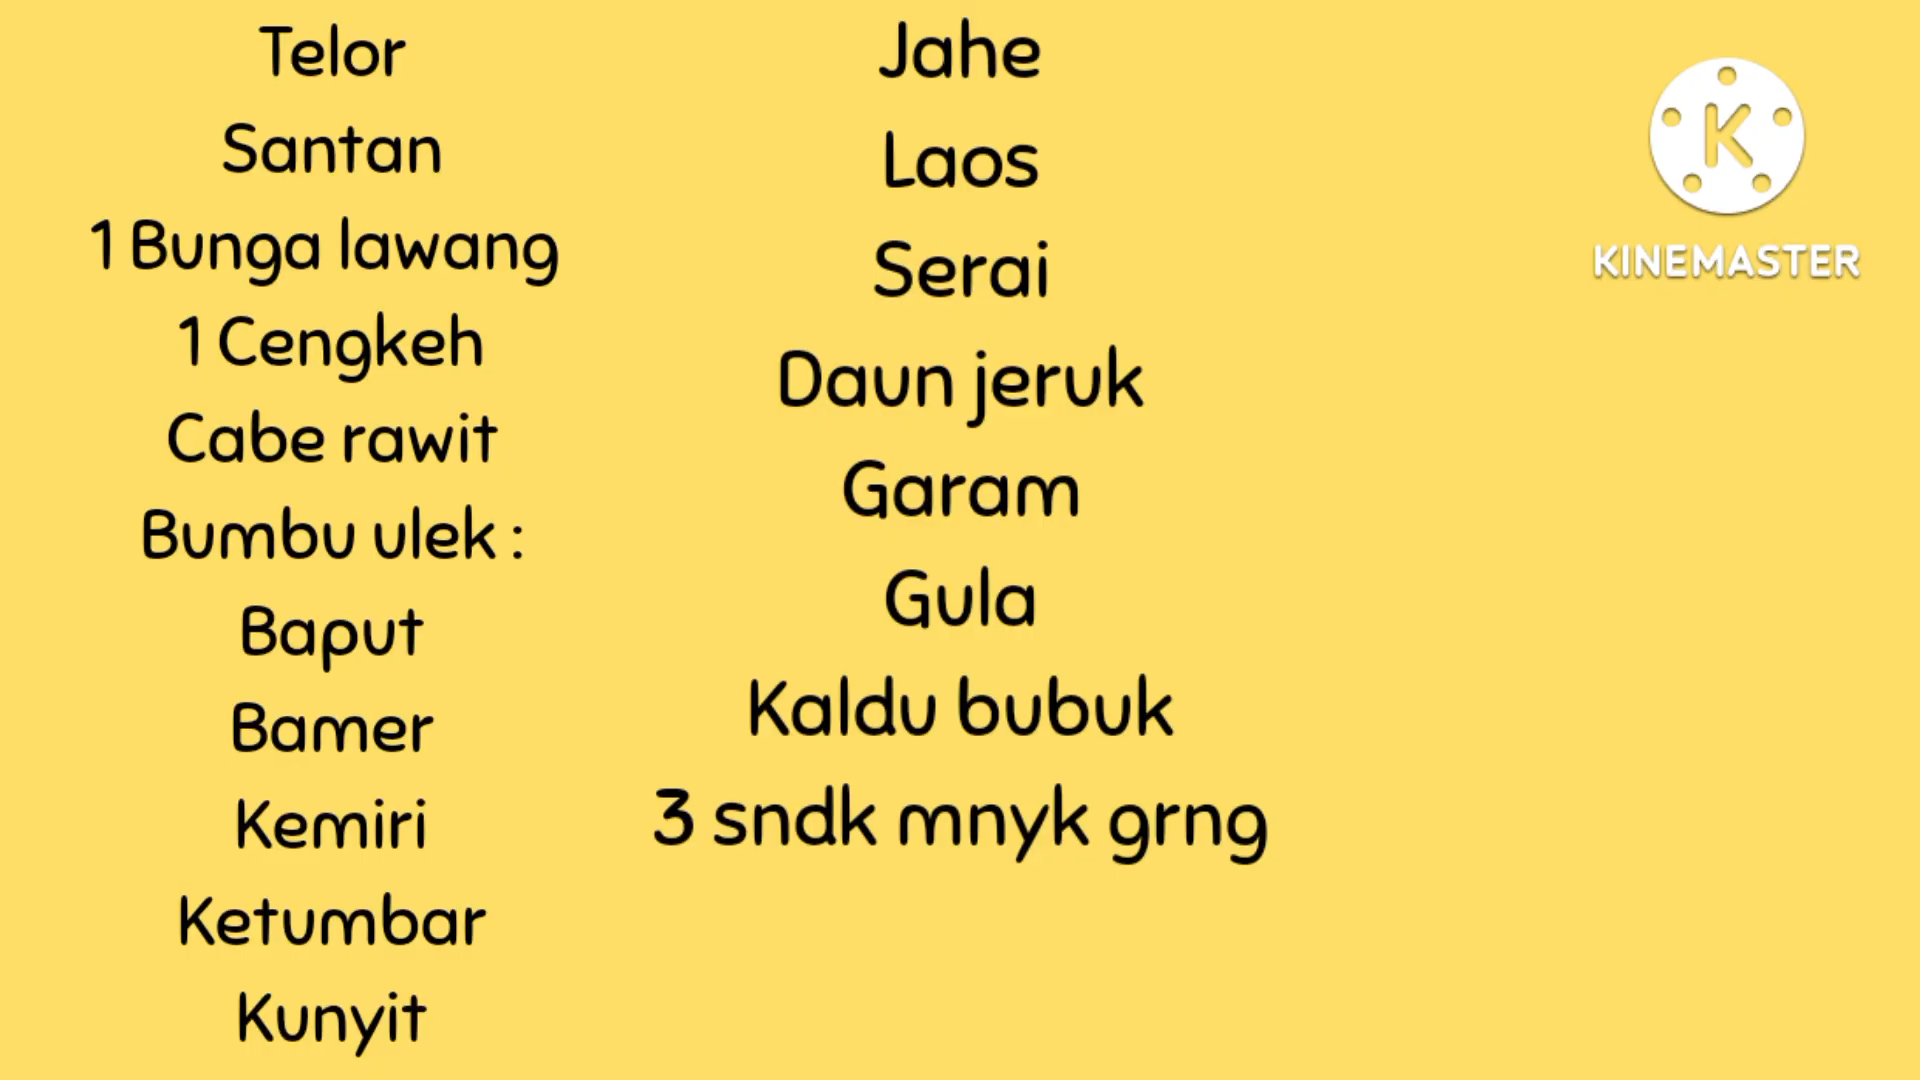 Telor
Santan
1 Bunga lawang
1 Cengkeh
Cabe rawit
Bumbu ulek :
Baput
Bamer
Kemiri
Ketumbar
Kunyit
Jahe
Laos
Serai
Daun jeruk
Garam
Gula
Kaldu bubuk
3 sndk mnyk grng
K
KINEMASTER